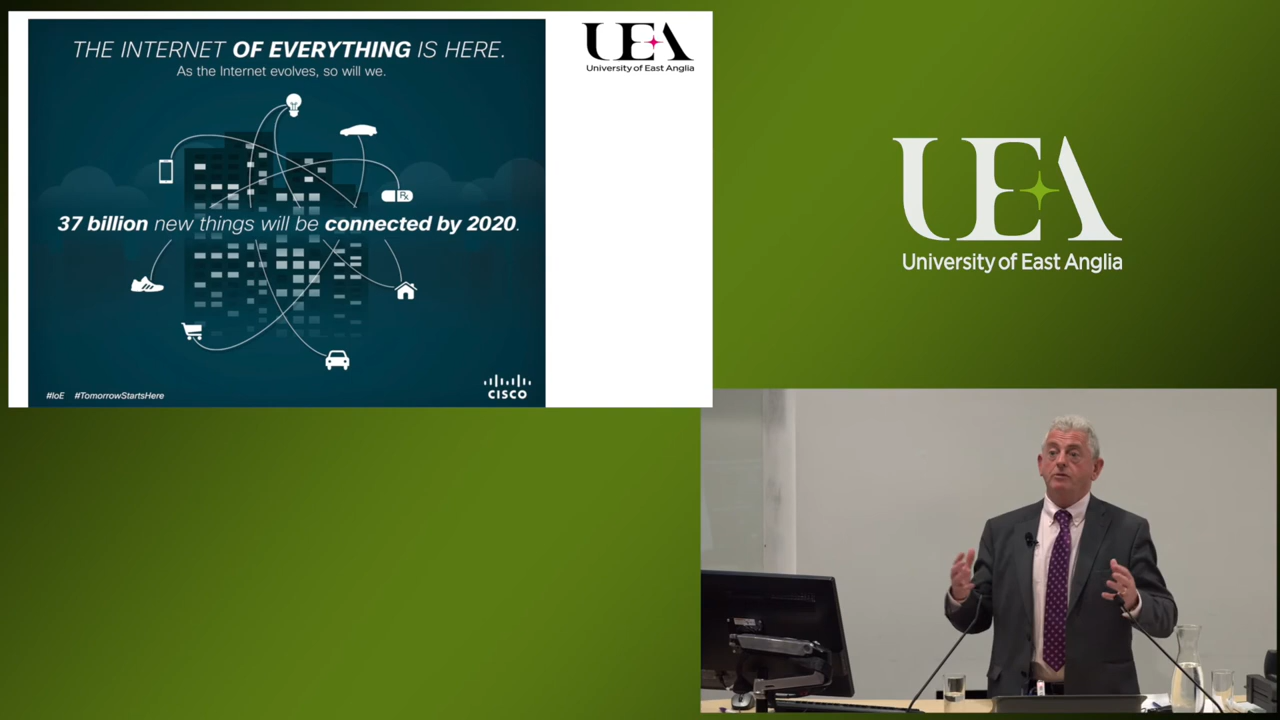 THE INTERNET OF EVERYTHING IS HERE.
As the Internet evolves, so will we.
Rx
37 billion new things will be connected by 2020.
#IoE #TomorrowStartsHere
CISCO
UEA
University of East Anglia
UEA
University of East Anglia